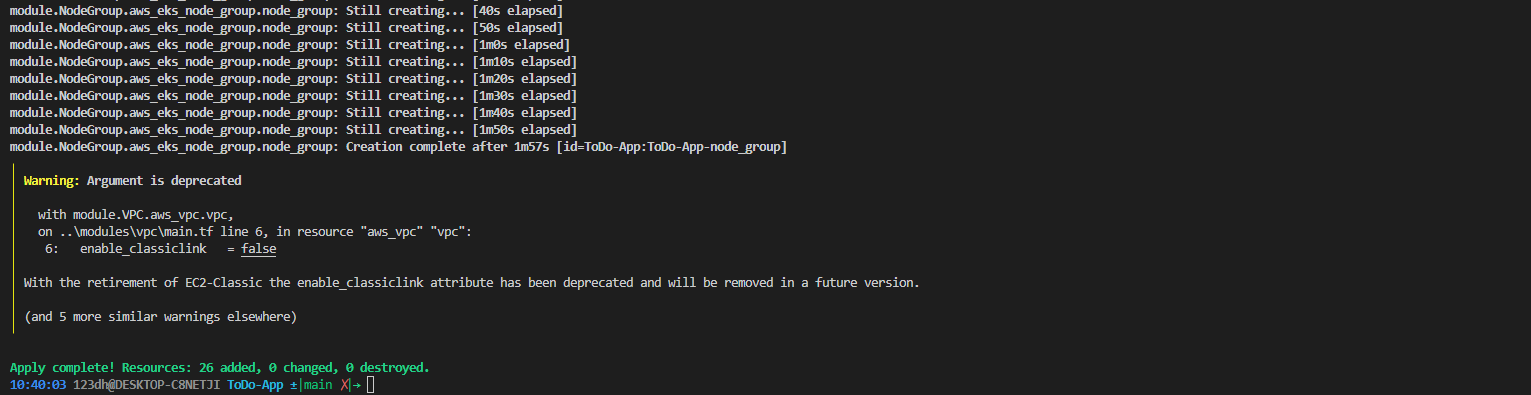 module.NodeGroup.aws_eks_node_group.node_group: Still creating... [40s elapsed]
module.NodeGroup.aws_eks_node_group.node_group: Still creating... [50s elapsed]
module.NodeGroup.aws_eks_node_group.node_group: Still creating... [1m0s elapsed]
module.NodeGroup.aws_eks_node_group.node_group: Still creating... [1m10s elapsed]
module.NodeGroup.aws_eks_node_group.node_group: Still creating... [1m20s elapsed]
module.NodeGroup.aws_eks_node_group.node_group: Still creating... [1m30s elapsed]
module.NodeGroup.aws_eks_node_group.node_group: Still creating... [1m40s elapsed]
module.NodeGroup.aws_eks_node_group.node_group: Still creating... [1m50s elapsed]
module.NodeGroup.aws_eks_node_group.node_group: Creation complete after 1m57s [id=ToDo-App:ToDo-App-node_group]
Warning: Argument is deprecated
with module.VPC.aws_vpc.vpc,
on ..\modules\vpc\main.tf line 6, in resource "aws_vpc" "vpc":
6: enable_classiclink = false
With the retirement of EC2-Classic the enable_classiclink attribute has been deprecated and will be removed in a future version.
(and 5 more similar warnings elsewhere)
Apply complete! Resources: 26 added, 0 changed, 0 destroyed.
10:40:03 123dh@DESKTOP-C8NETJI ToDo-App ±|main ✗|→